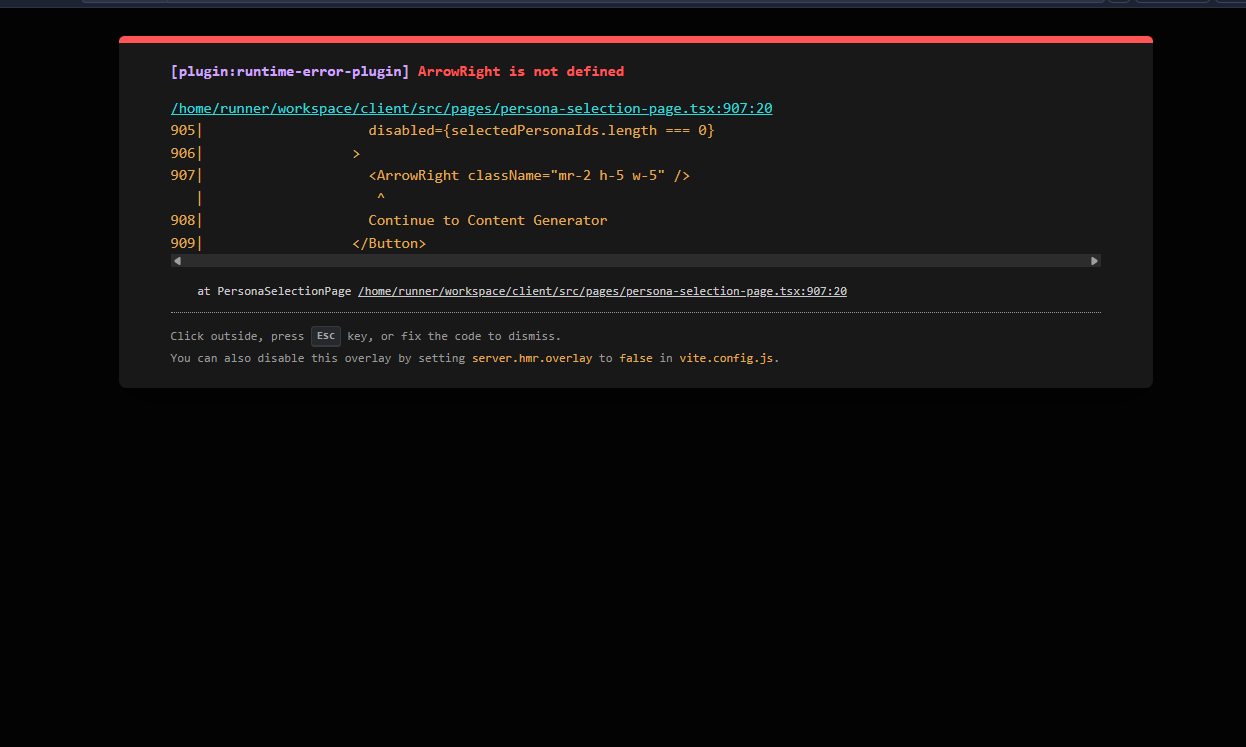 [plugin:runtime-error-plugin] ArrowRight is not defined
/home/runner/workspace/client/src/pages/persona-selection-page.tsx:907:20
905|                    disabled={selectedPersonaIds.length === 0}
906|                  >
907|                    <ArrowRight className="mr-2 h-5 w-5" />
   |                     ^
908|                    Continue to Content Generator
909|                  </Button>
at PersonaSelectionPage /home/runner/workspace/client/src/pages/persona-selection-page.tsx:907:20
Click outside, press Esc key, or fix the code to dismiss.
You can also disable this overlay by setting server.hmr.overlay to false in vite.config.js.